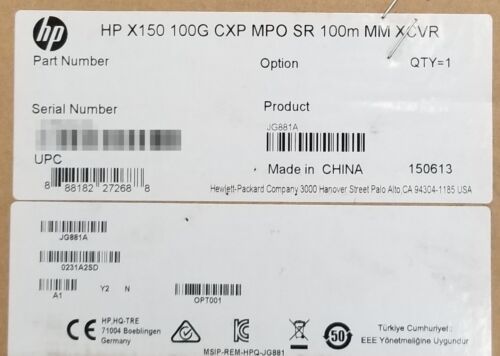 hp HP X150 100G CXP MPO SR 100m MM XCVR
Part Number Option QTY=1
Serial Number Product
JG881A
UPC Made in CHINA 150613
8 88182 27268 8
Hewlett-Packard Company 3000 Hanover Street Palo Alto,CA 94304-1185 USA
JG881A
0231A2SD
A1 Y2 N OPT001
HP,HQ-TRE
71004 Boeblingen
Germany
CE
50
Türkiye Cumhuriyeti:
EEE Yönetmeliğine Uygundur
MSIP-REM-HPQ-JG881